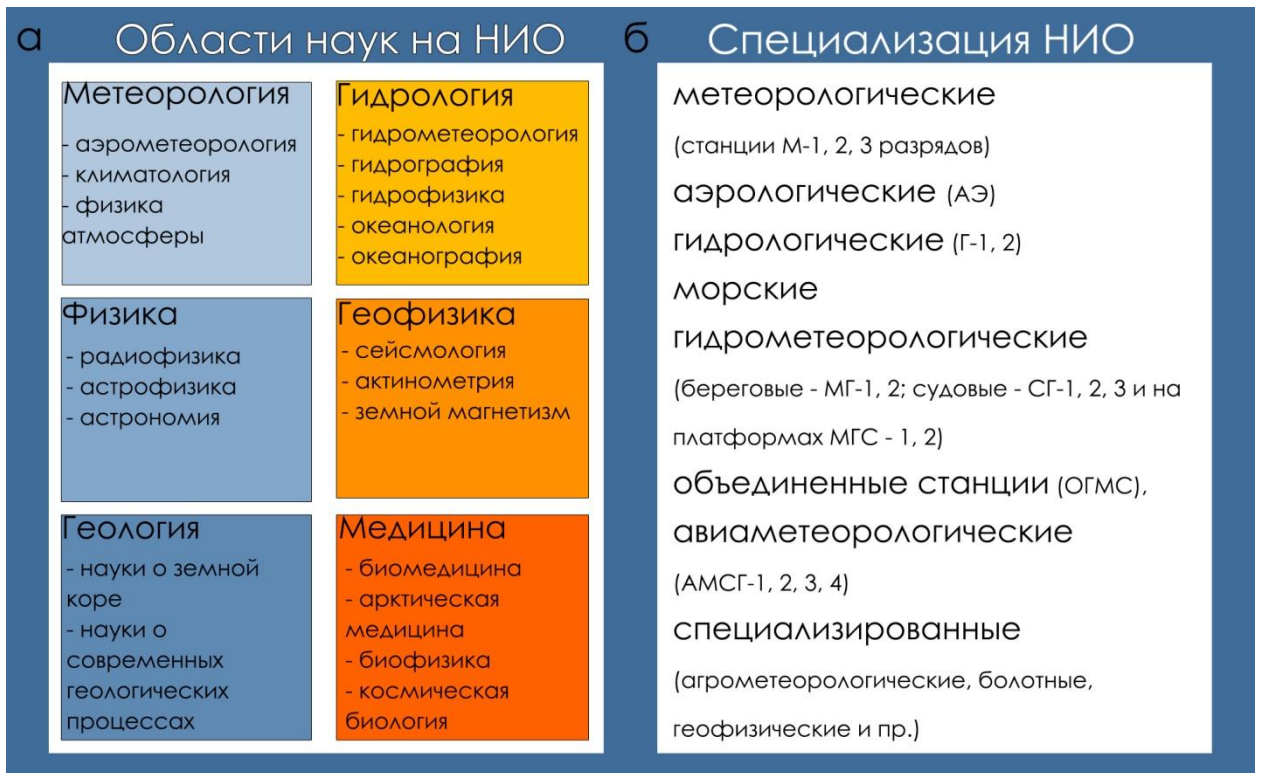 а
Области наук на НИО
Метеорология
- аэрометеорология
- климатология
- физика
атмосферы
Гидрология
- гидрометеорология
- гидрография
- гидрофизика
- океанология
- океанография
Физика
- радиофизика
- астрофизика
- астрономия
Геофизика
- сейсмология
- актинометрия
- земной магнетизм
Геология
- науки о земной
коре
- науки о
современных
геологических
процессах
Медицина
- биомедицина
- арктическая
медицина
- биофизика
- космическая
биология
б
Специализация НИО
метеорологические
(станции М-1, 2, 3 разрядов)
аэрологические (АЭ)
гидрологические (Г-1, 2)
морские
гидрометеорологические
(береговые - МГ-1, 2; судовые - СГ-1, 2, 3 и на
платформах МГС - 1, 2)
объединенные станции (ОГМС),
авиаметеорологические
(АМСГ-1, 2, 3, 4)
специализированные
(агрометеорологические, болотные,
геофизические и пр.)